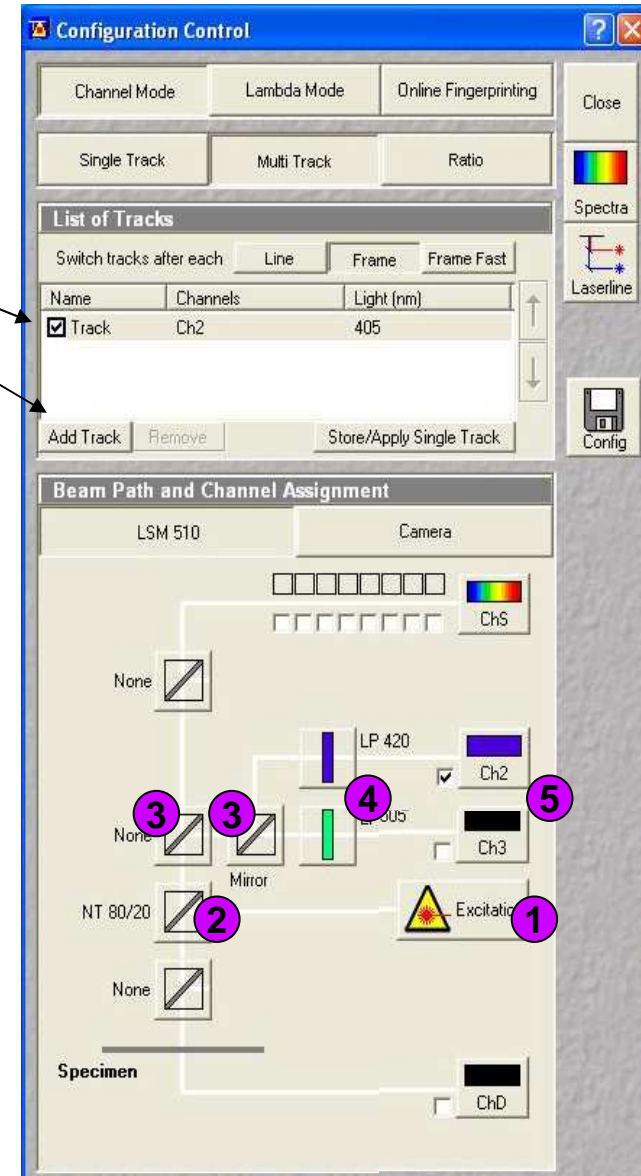 Configuration Control
Channel Mode Lambda Mode Online Fingerprinting Close
Single Track Multi Track Ratio
Spectra
List of Tracks
Switch tracks after each Line Frame Frame Fast
Laserline
Name Channels Light (nm)
Track Ch2 405
Add Track Remove Store/Apply Single Track
Config
Beam Path and Channel Assignment
LSM 510 Camera
ChS
None
LP 420
Ch2
3 3 4 5
None
Ch3
Mirror
NT 80/20 2 1
None
Specimen
ChD